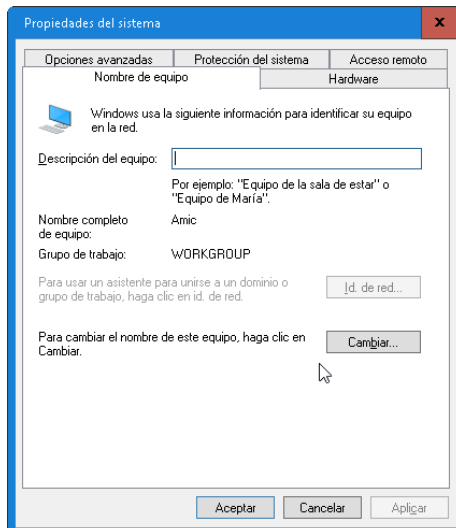 Propiedades del sistema
x
Opciones avanzadas
Protección del sistema
Acceso remoto
Nombre de equipo
Hardware
Windows usa la siguiente información para identificar su equipo
en la red.
Descripción del equipo:
Por ejemplo: "Equipo de la sala de estar" o
"Equipo de María".
Nombre completo
de equipo:
Amic
Grupo de trabajo:
WORKGROUP
Para usar un asistente para unirse a un dominio o
grupo de trabajo, haga clic en id. de red.
Id. de red...
Para cambiar el nombre de este equipo, haga clic en
Cambiar.
Cambiar...
Aceptar
Cancelar
Aplicar